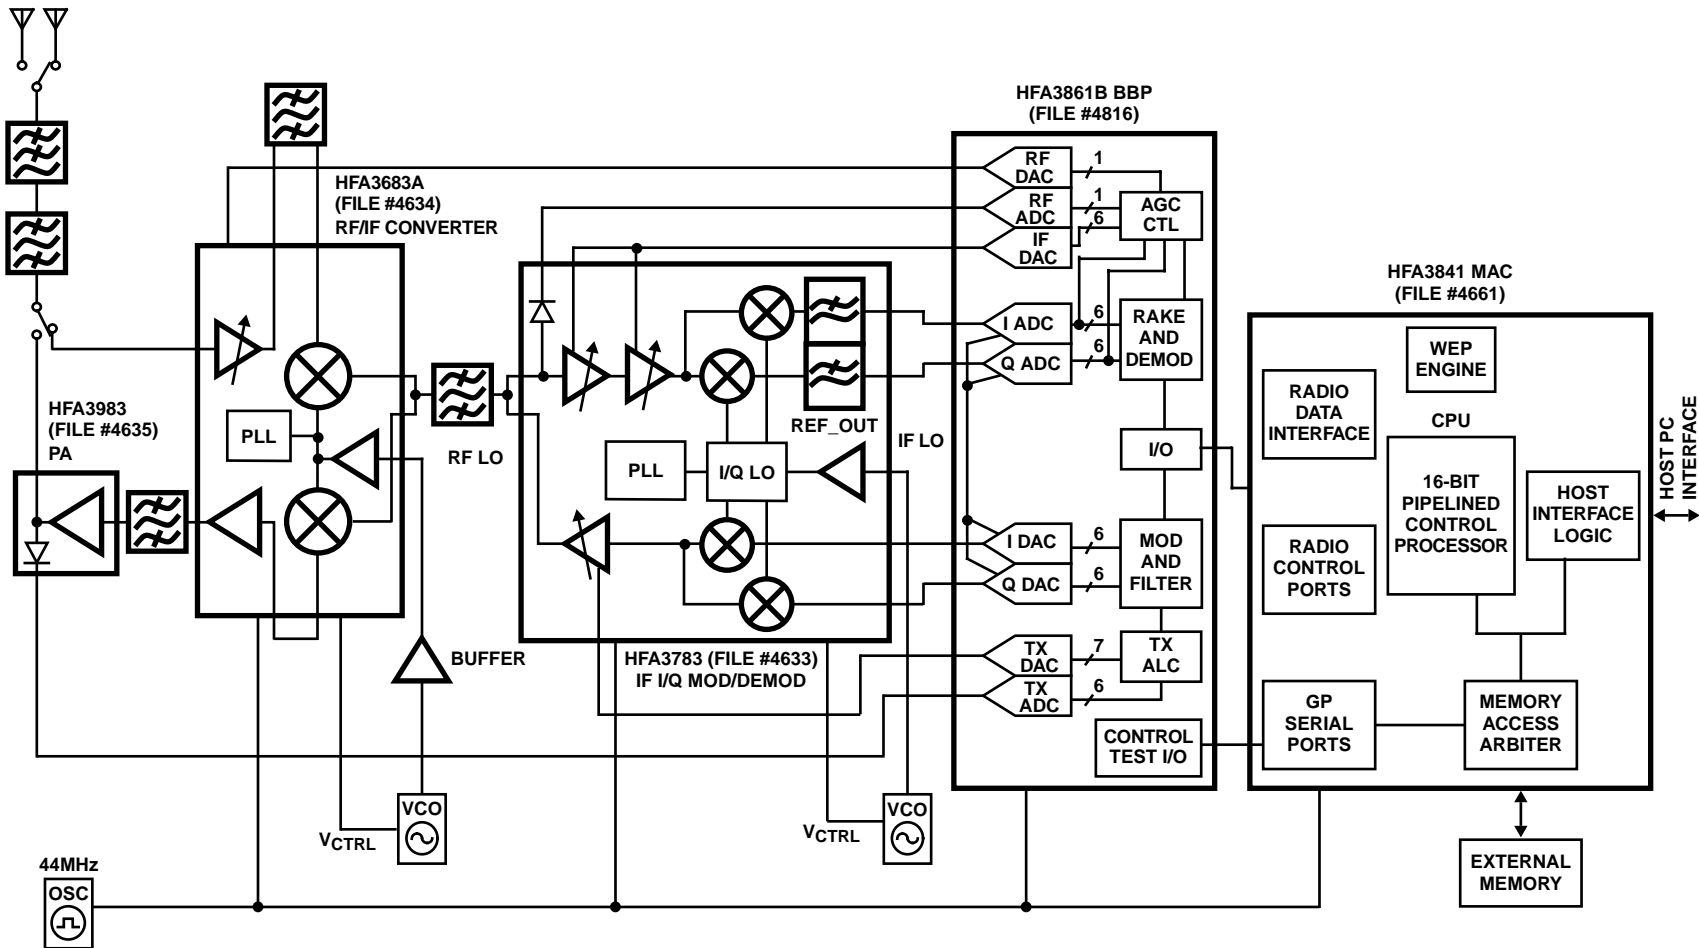 HFA3861B BBP
(FILE #4816)
RF
DAC
1
RF
ADC
1
6
IF
DAC
AGC
CTL
HFA3683A
(FILE #4634)
RF/IF CONVERTER
HFA3841 MAC
(FILE #4661)
I ADC
6
Q ADC
6
RAKE
AND
DEMOD
WEP
ENGINE
RADIO
DATA
INTERFACE
CPU
16-BIT
PIPELINED
CONTROL
PROCESSOR
HOST
INTERFACE
LOGIC
HOST PC
INTERFACE
HFA3983
(FILE #4635)
PA
PLL
RF LO
REF_OUT
IF LO
PLL
I/Q LO
I/O
I DAC
6
Q DAC
6
MOD
AND
FILTER
RADIO
CONTROL
PORTS
BUFFER
HFA3783 (FILE #4633)
IF I/Q MOD/DEMOD
TX
DAC
7
TX
ADC
6
TX
ALC
CONTROL
TEST I/O
GP
SERIAL
PORTS
MEMORY
ACCESS
ARBITER
VCTRL
VCO
VCTRL
VCO
44MHz
OSC
EXTERNAL
MEMORY